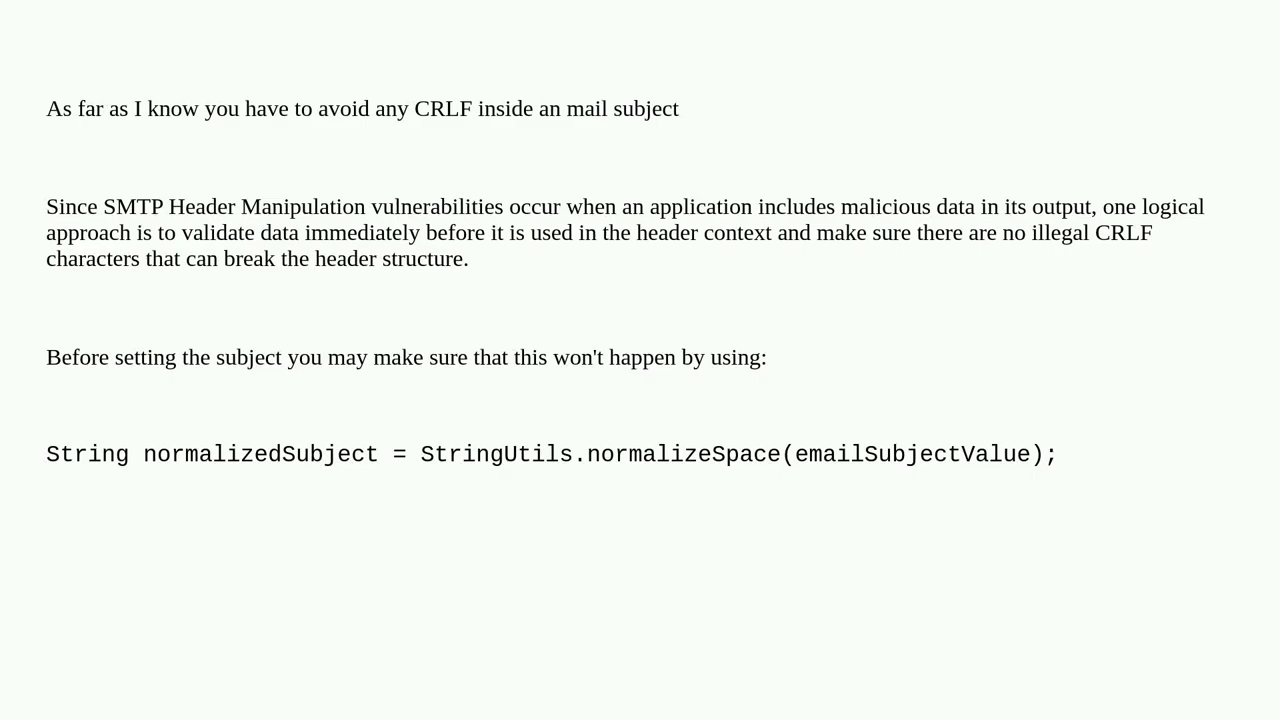 As far as I know you have to avoid any CRLF inside an mail subject
Since SMTP Header Manipulation vulnerabilities occur when an application includes malicious data in its output, one logical
approach is to validate data immediately before it is used in the header context and make sure there are no illegal CRLF
characters that can break the header structure.
Before setting the subject you may make sure that this won't happen by using:
String normalizedSubject = StringUtils.normalizeSpace(emailSubjectValue);